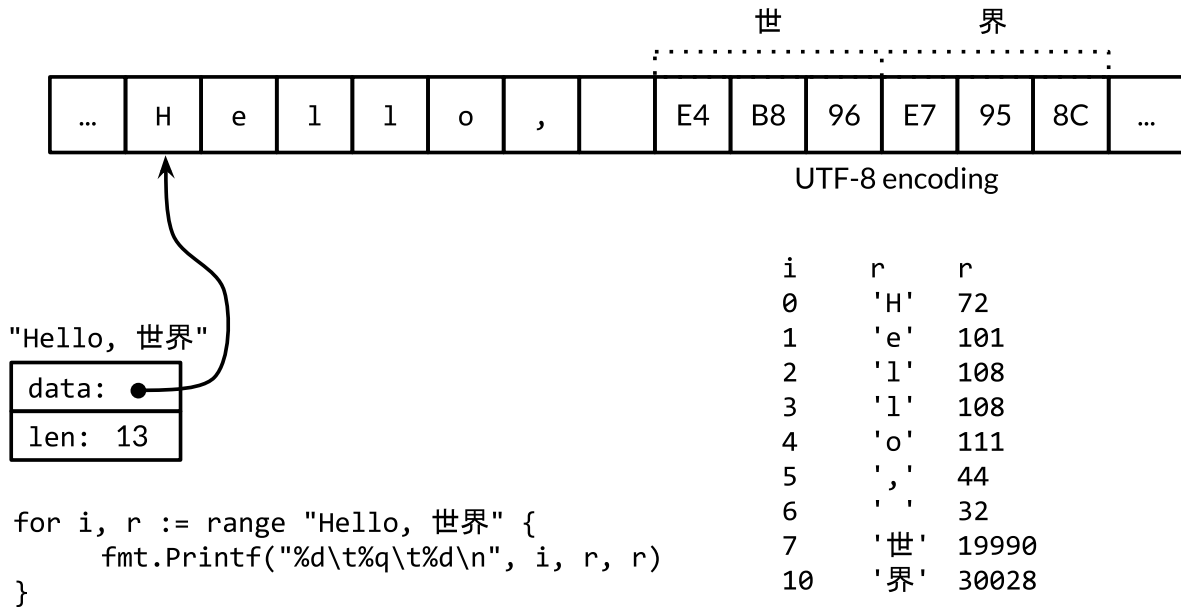 世 界
… H e l l o , E4 B8 96 E7 95 8C …
UTF-8 encoding
"Hello, 世界"
data:
len: 13
for i, r := range "Hello, 世界" {
fmt.Printf("%d\t%q\t%d\n", i, r, r)
}
i r r
0 'H' 72
1 'e' 101
2 'l' 108
3 'l' 108
4 'o' 111
5 ',' 44
6 ' ' 32
7 '世' 19990
10 '界' 30028